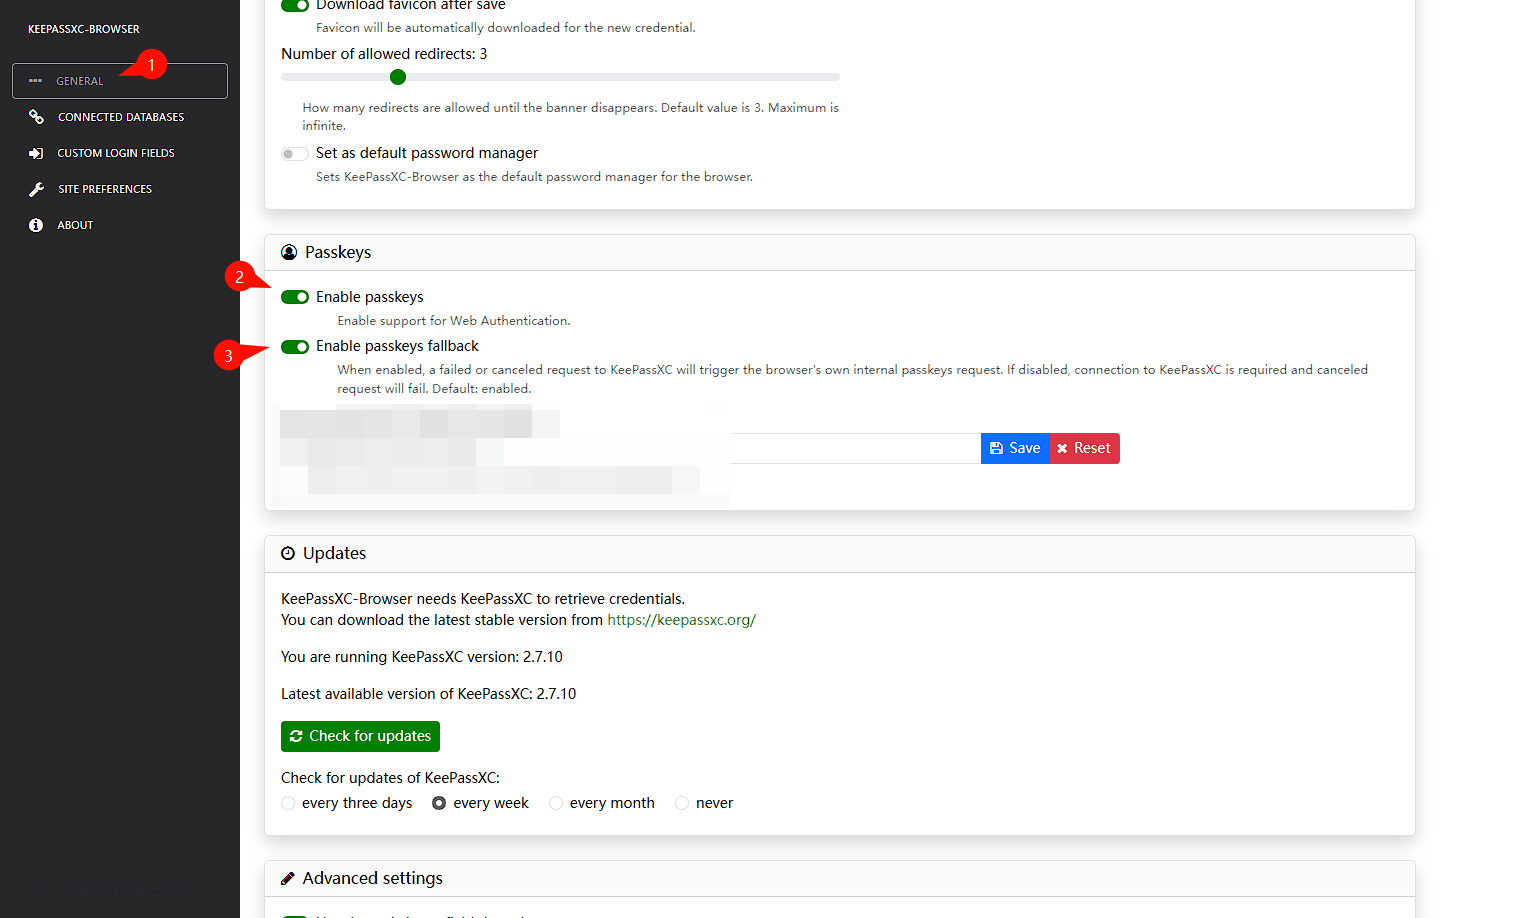 KEEPASSXC-BROWSER
GENERAL
1
CONNECTED DATABASES
CUSTOM LOGIN FIELDS
SITE PREFERENCES
ABOUT
Download favicon after save
Favicon will be automatically downloaded for the new credential.
Number of allowed redirects: 3
How many redirects are allowed until the banner disappears. Default value is 3. Maximum is
infinite.
Set as default password manager
Sets KeePassXC-Browser as the default password manager for the browser.
Passkeys
2
Enable passkeys
Enable support for Web Authentication.
3
Enable passkeys fallback
When enabled, a failed or canceled request to KeePassXC will trigger the browser's own internal passkeys request. If disabled, connection to KeePassXC is required and canceled
request will fail. Default: enabled.
Save
Reset
Updates
KeePassXC-Browser needs KeePassXC to retrieve credentials.
You can download the latest stable version from https://keepassxc.org/
You are running KeePassXC version: 2.7.10
Latest available version of KeePassXC: 2.7.10
Check for updates
Check for updates of KeePassXC:
every three days
every week
every month
never
Advanced settings